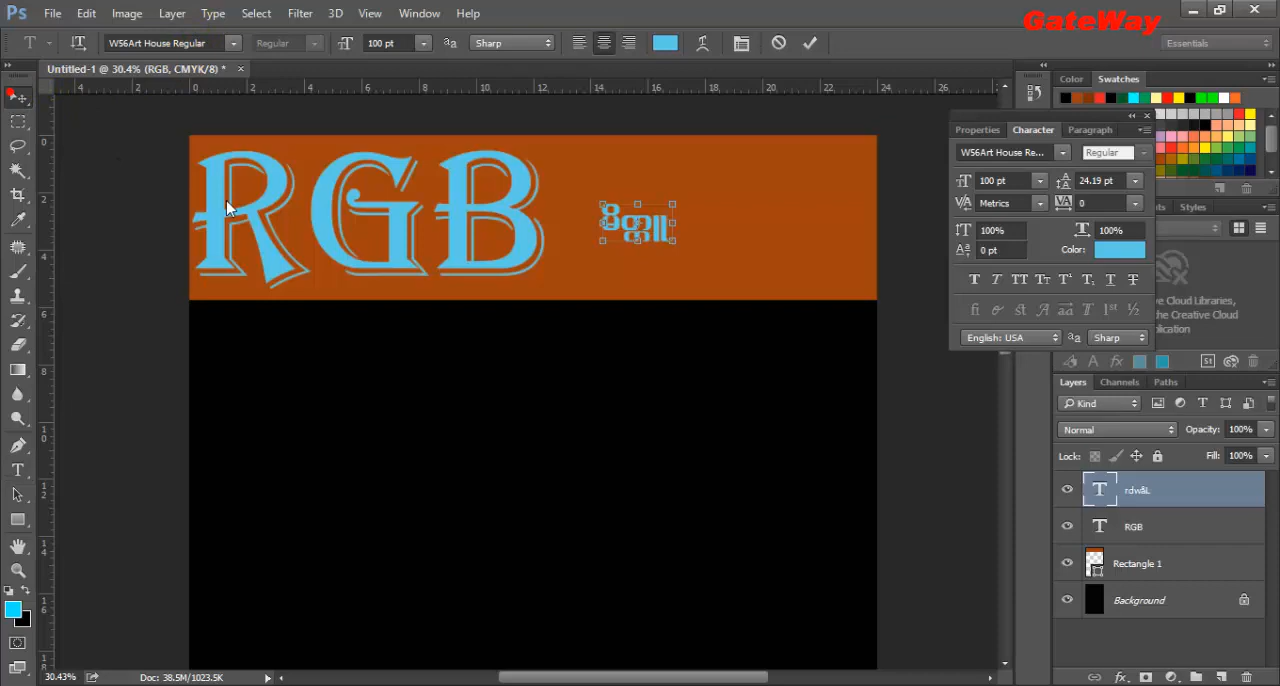 File Edit Image Layer Type Select Filter 3D View Window Help
GateWay
W56Art House Regular Regular 100 pt Sharp Essentials
Untitled-1 @ 30.4% (RGB, CMYK/8) *
Color Swatches
Properties Character Paragraph
W56Art House Re... Regular
100 pt 24.19 pt
Metrics 0
100% 100%
0 pt Color:
English: USA Sharp
Styles
ve Cloud Libraries,
the Creative Cloud
pplication
RGB
Layers Channels Paths
Kind
Normal Opacity: 100%
Lock: Fill: 100%
rdwåL
RGB
Rectangle 1
Background
30.43% Doc: 38.5M/1023.5K